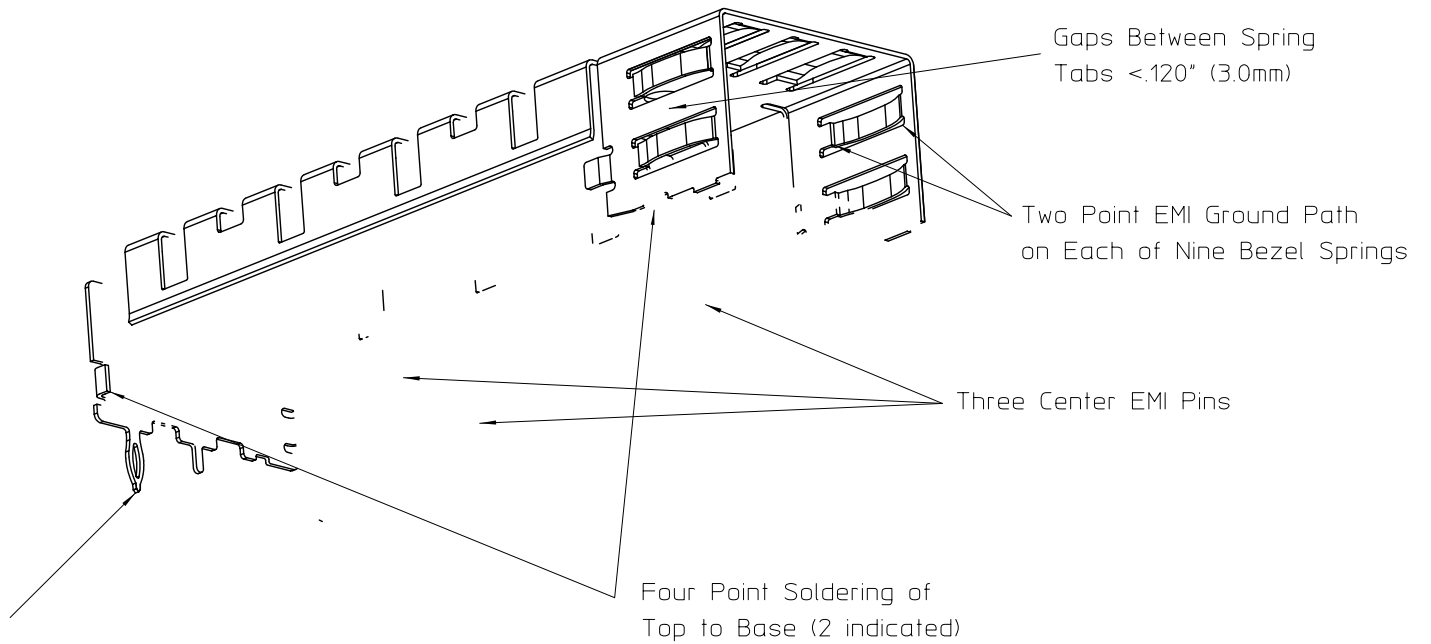 Gaps Between Spring
Tabs <.120" (3.0mm)
Two Point EMI Ground Path
on Each of Nine Bezel Springs
Three Center EMI Pins
Four Point Soldering of
Top to Base (2 indicated)